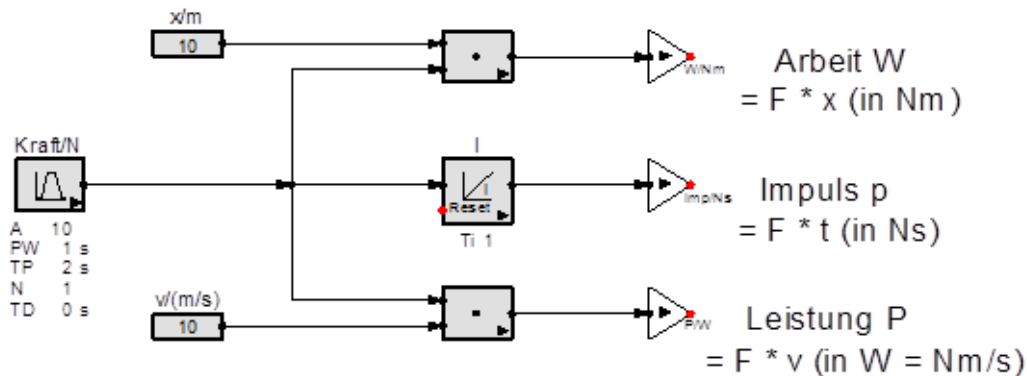 x/m
10
W/Nm
Arbeit W
= F * x (in Nm)
Kraft/N
A 10
PW 1 s
TP 2 s
N 1
TD 0 s
I
I
Reset
Ti 1
Imp/Ns
Impuls p
= F * t (in Ns)
v/(m/s)
10
P/W
Leistung P
= F * v (in W = Nm/s)